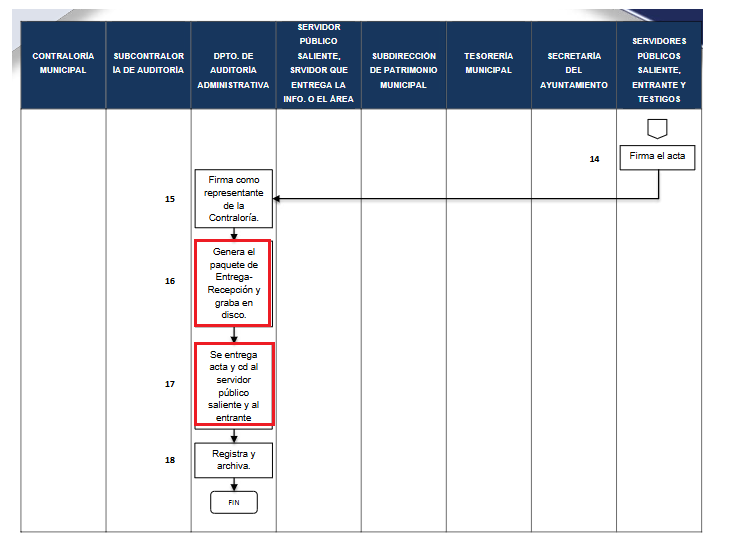 CONTRALORÍA
MUNICIPAL
SUBCONTRALOR
ÍA DE AUDITORÍA
DPTO. DE
AUDITORÍA
ADMINISTRATIVA
SERVIDOR
PÚBLICO
SALIENTE,
SRVIDOR QUE
ENTREGA LA
INFO. O EL ÁREA
SUBDIRECCIÓN
DE PATRIMONIO
MUNICIPAL
TESORERÍA
MUNICIPAL
SECRETARÍA
DEL
AYUNTAMIENTO
SERVIDORES
PÚBLICOS
SALIENTE,
ENTRANTE Y
TESTIGOS
14
Firma el acta
15
Firma como
representante
de la
Contraloría.
16
Genera el
paquete de
Entrega-
Recepción y
graba en
disco.
17
Se entrega
acta y cd al
servidor
público
saliente y al
entrante
18
Registra y
archiva.
FIN